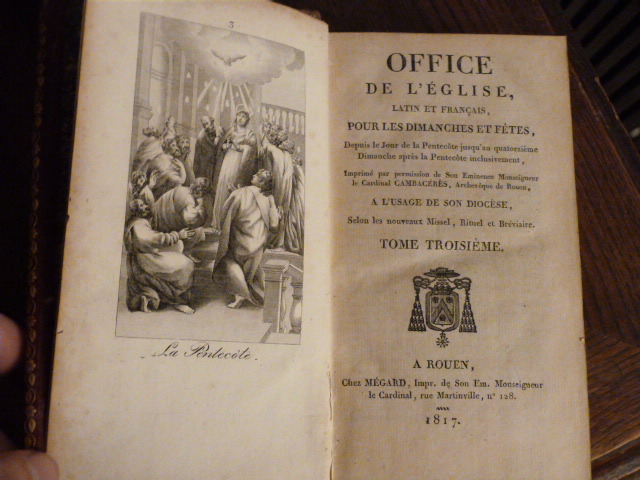 3
La Pentecôte.
OFFICE
DE L'ÉGLISE,
LATIN ET FRANÇAIS,
POUR LES DIMANCHES ET FÊTES,
Depuis le Jour de la Pentecôte jusqu'au quatorzième
Dimanche après la Pentecôte inclusivement,
Imprimé par permission de Son Eminence Monseigneur
le Cardinal CAMBACÉRÈS, Archevêque de Rouen,
A L'USAGE DE SON DIOCÈSE,
Selon les nouveaux Missel, Rituel et Bréviaire.
TOME TROISIÈME.
A ROUEN,
Chez MÉGARD, Impr. de Son Em. Monseigneur
le Cardinal, rue Martinville, n° 128.
1817.